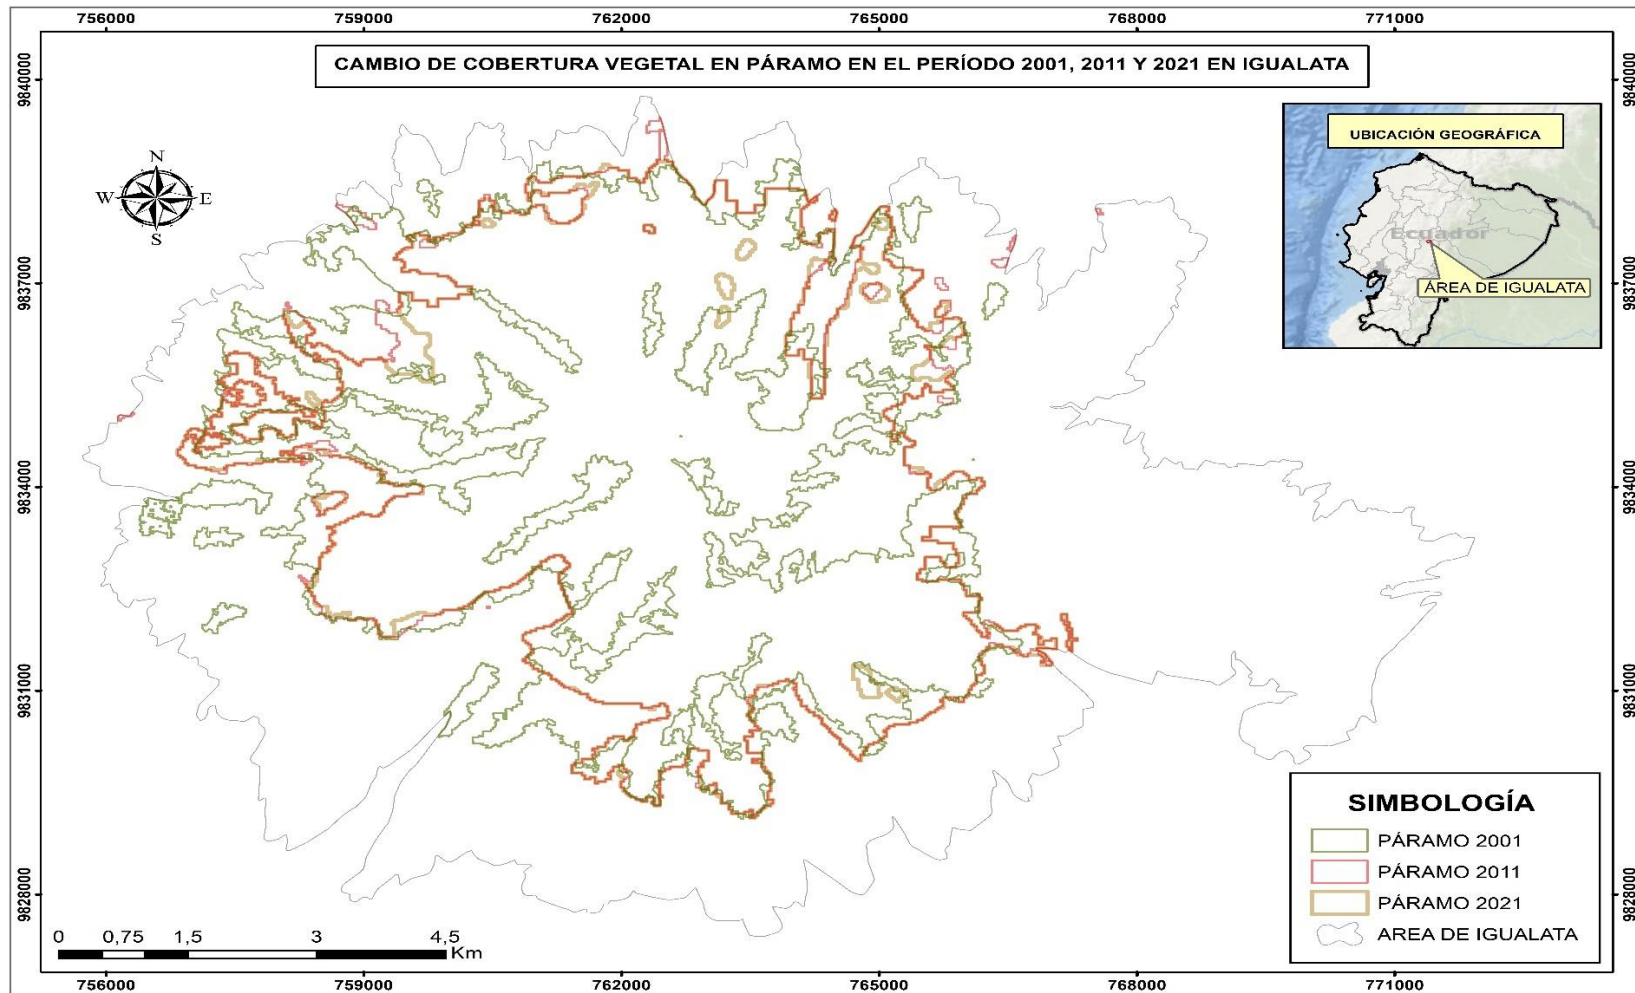 756000 759000 762000 765000 768000 771000
CAMBIO DE COBERTURA VEGETAL EN PÁRAMO EN EL PERÍODO 2001, 2011 Y 2021 EN IGUALATA
9840000 9840000
UBICACIÓN GEOGRÁFICA
N
W E
S
Ecuador
ÁREA DE IGUALATA
9837000 9837000
9834000 9834000
9831000 9831000
SIMBOLOGÍA
PÁRAMO 2001
PÁRAMO 2011
PÁRAMO 2021
AREA DE IGUALATA
9828000 9828000
0 0,75 1,5 3 4,5
Km
756000 759000 762000 765000 768000 771000